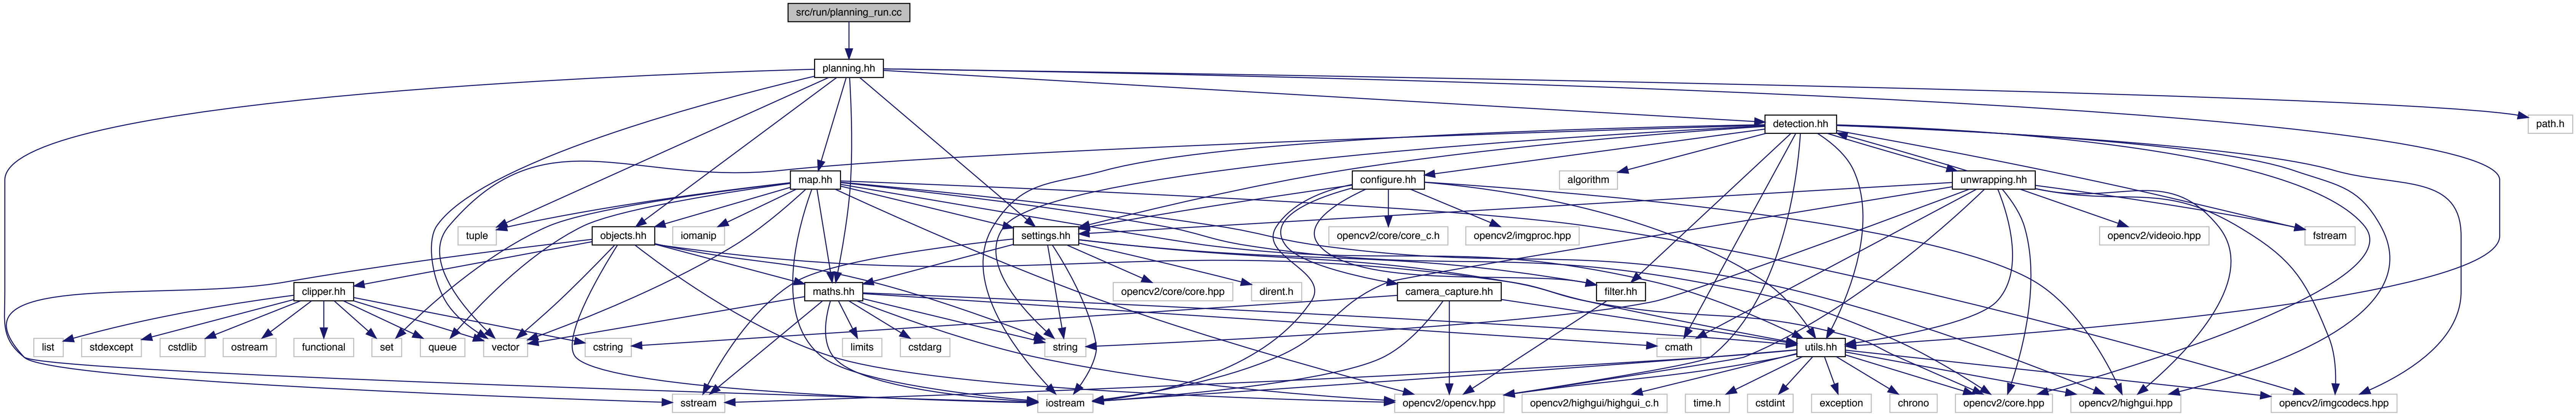 src/run/planning_run.cc
planning.hh
detection.hh
path.h
map.hh
configure.hh
algorithm
unwrapping.hh
tuple
objects.hh
iomanip
settings.hh
opencv2/core/core_c.h
opencv2/imgproc.hpp
opencv2/videoio.hpp
fstream
clipper.hh
maths.hh
opencv2/core/core.hpp
dirent.h
camera_capture.hh
filter.hh
list
stdexcept
cstdlib
ostream
functional
set
queue
vector
cstring
limits
cstdarg
string
cmath
utils.hh
sstream
iostream
opencv2/opencv.hpp
opencv2/highgui/highgui_c.h
time.h
cstdint
exception
chrono
opencv2/core.hpp
opencv2/highgui.hpp
opencv2/imgcodecs.hpp